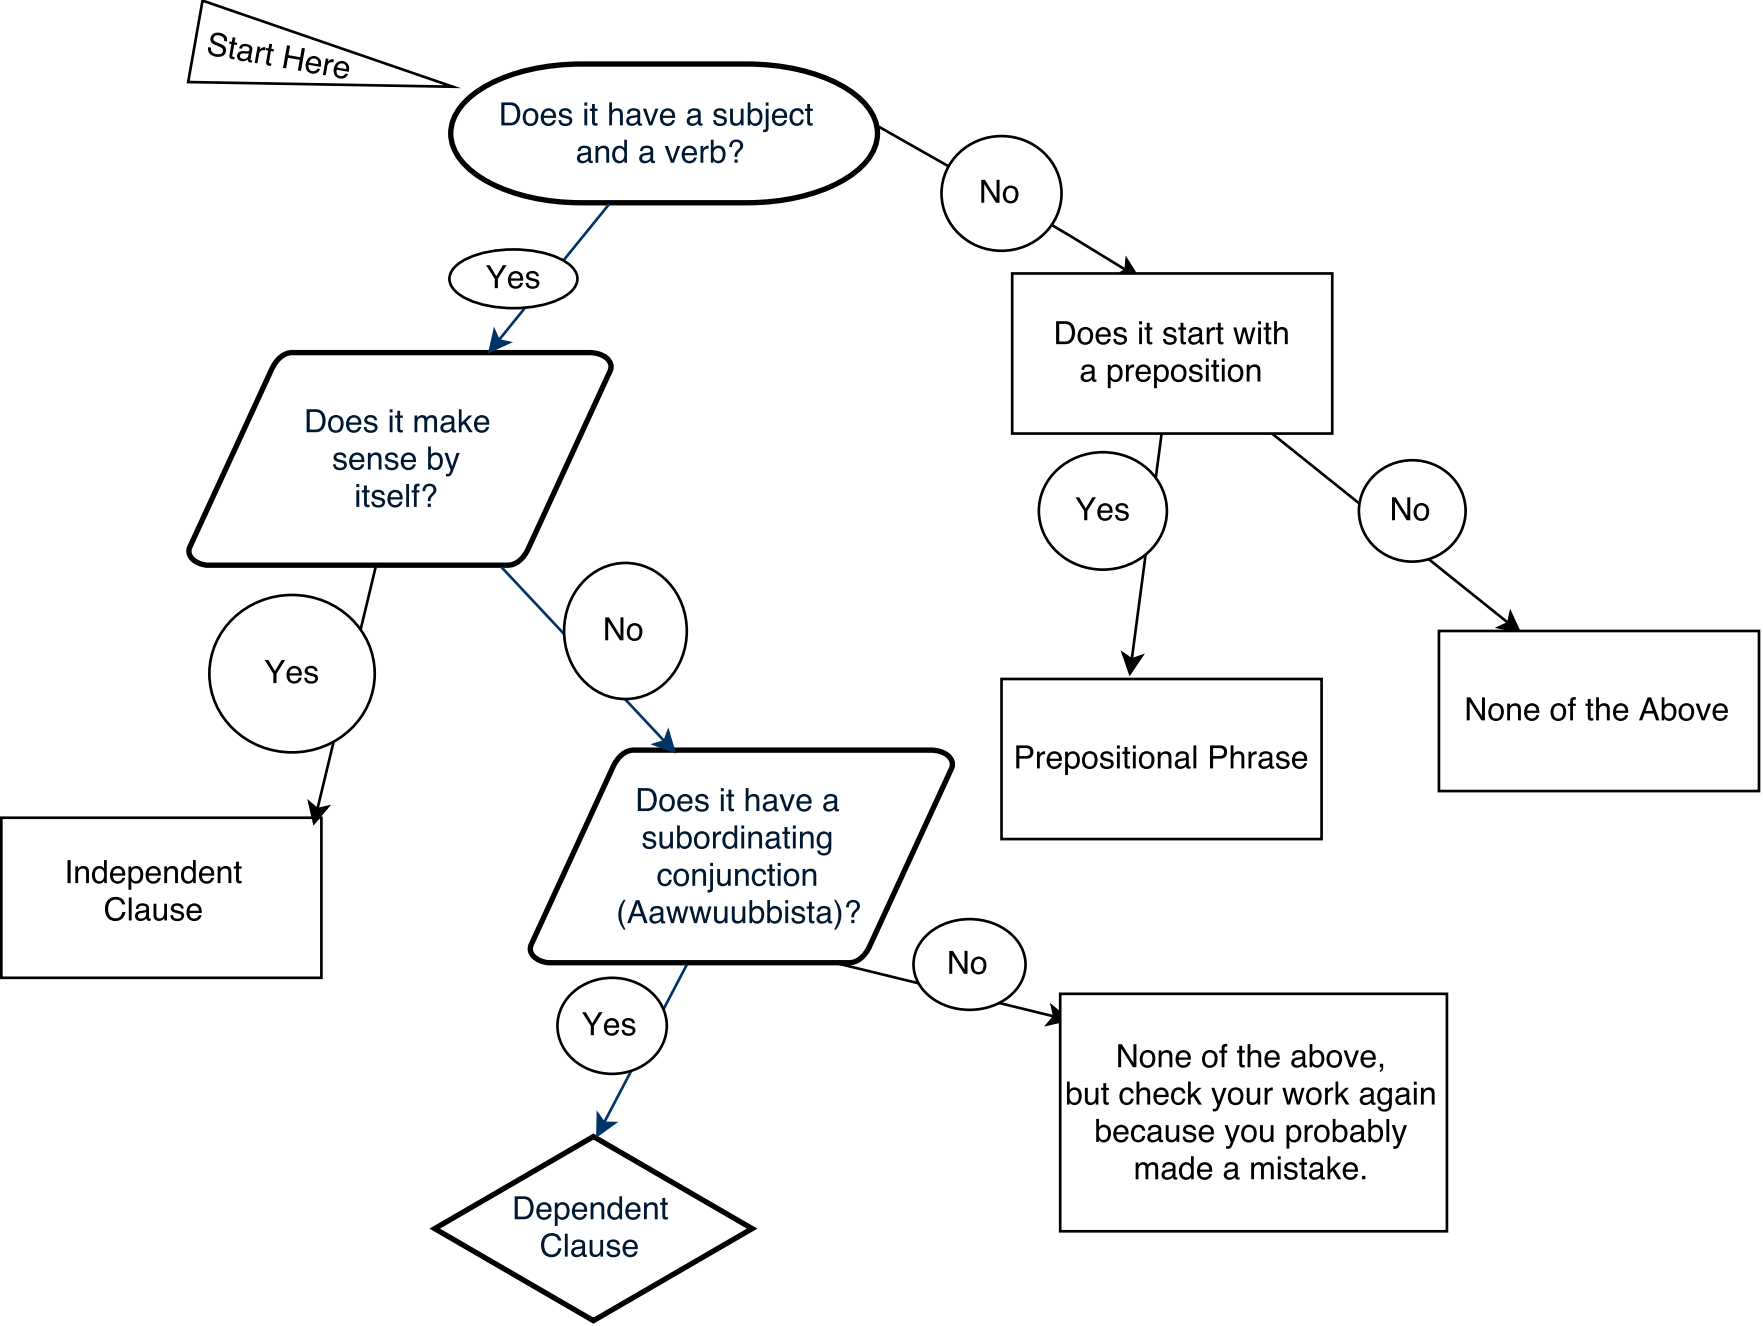 Start Here
Does it have a subject
and a verb?
No
Yes
Does it start with
a preposition
Does it make
sense by
itself?
Yes
No
Yes
No
None of the Above
Prepositional Phrase
Does it have a
subordinating
conjunction
(Aawwuubbista)?
Independent
Clause
No
Yes
None of the above,
but check your work again
because you probably
made a mistake.
Dependent
Clause